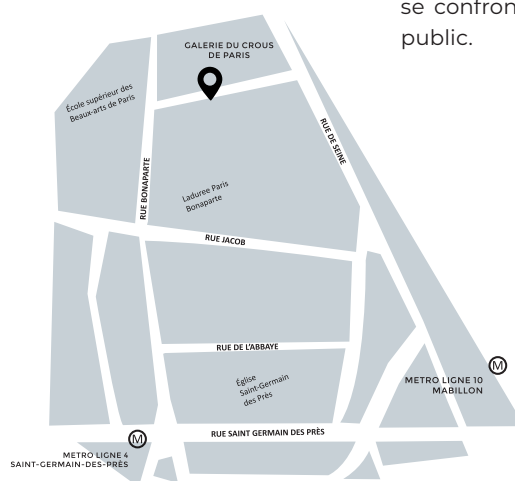 se confron
public.
GALERIE DU CROUS
DE PARIS
École supérieur des
Beaux-arts de Paris
RUE DE SEINE
RUE BONAPARTE
Laduree Paris
Bonaparte
RUE JACOB
RUE DE L'ABBAYE
Église
Saint-Germain
des Près
M
METRO LIGNE 10
MABILLON
RUE SAINT GERMAIN DES PRÈS
M
METRO LIGNE 4
SAINT-GERMAIN-DES-PRÈS